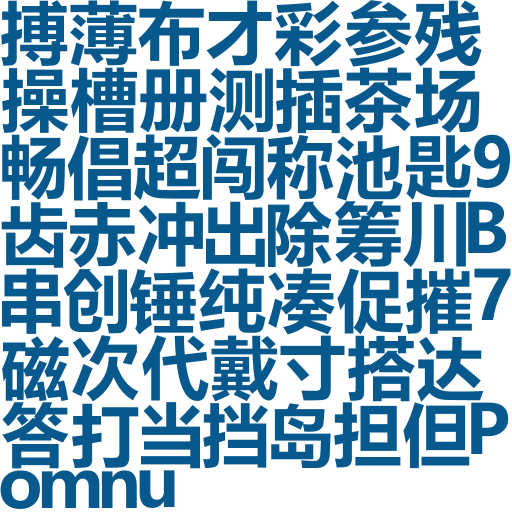 搏薄布才彩参残
操槽册测插茶场
畅倡超闯称池匙9
齿赤冲出除筹川B
串创锤纯凑促摧7
磁次代戴寸搭达
答打当挡岛担但P
omnu